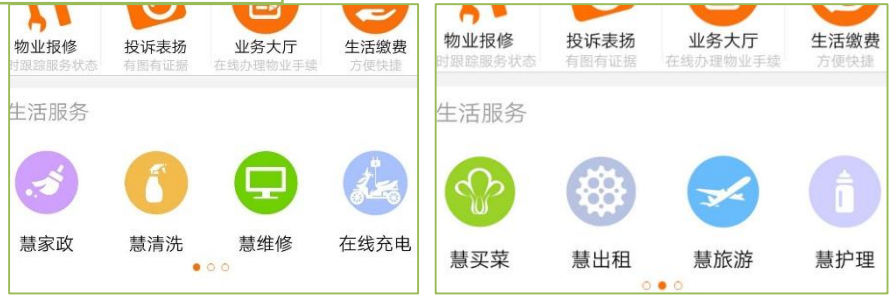 物业报修 投诉表扬 业务大厅 生活缴费
时跟踪服务状态 有图有证据 在线办理物业手续 方便快捷
生活服务
慧家政 慧清洗 慧维修 在线充电
物业报修 投诉表扬 业务大厅 生活缴费
时跟踪服务状态 有图有证据 在线办理物业手续 方便快捷
生活服务
慧买菜 慧出租 慧旅游 慧护理